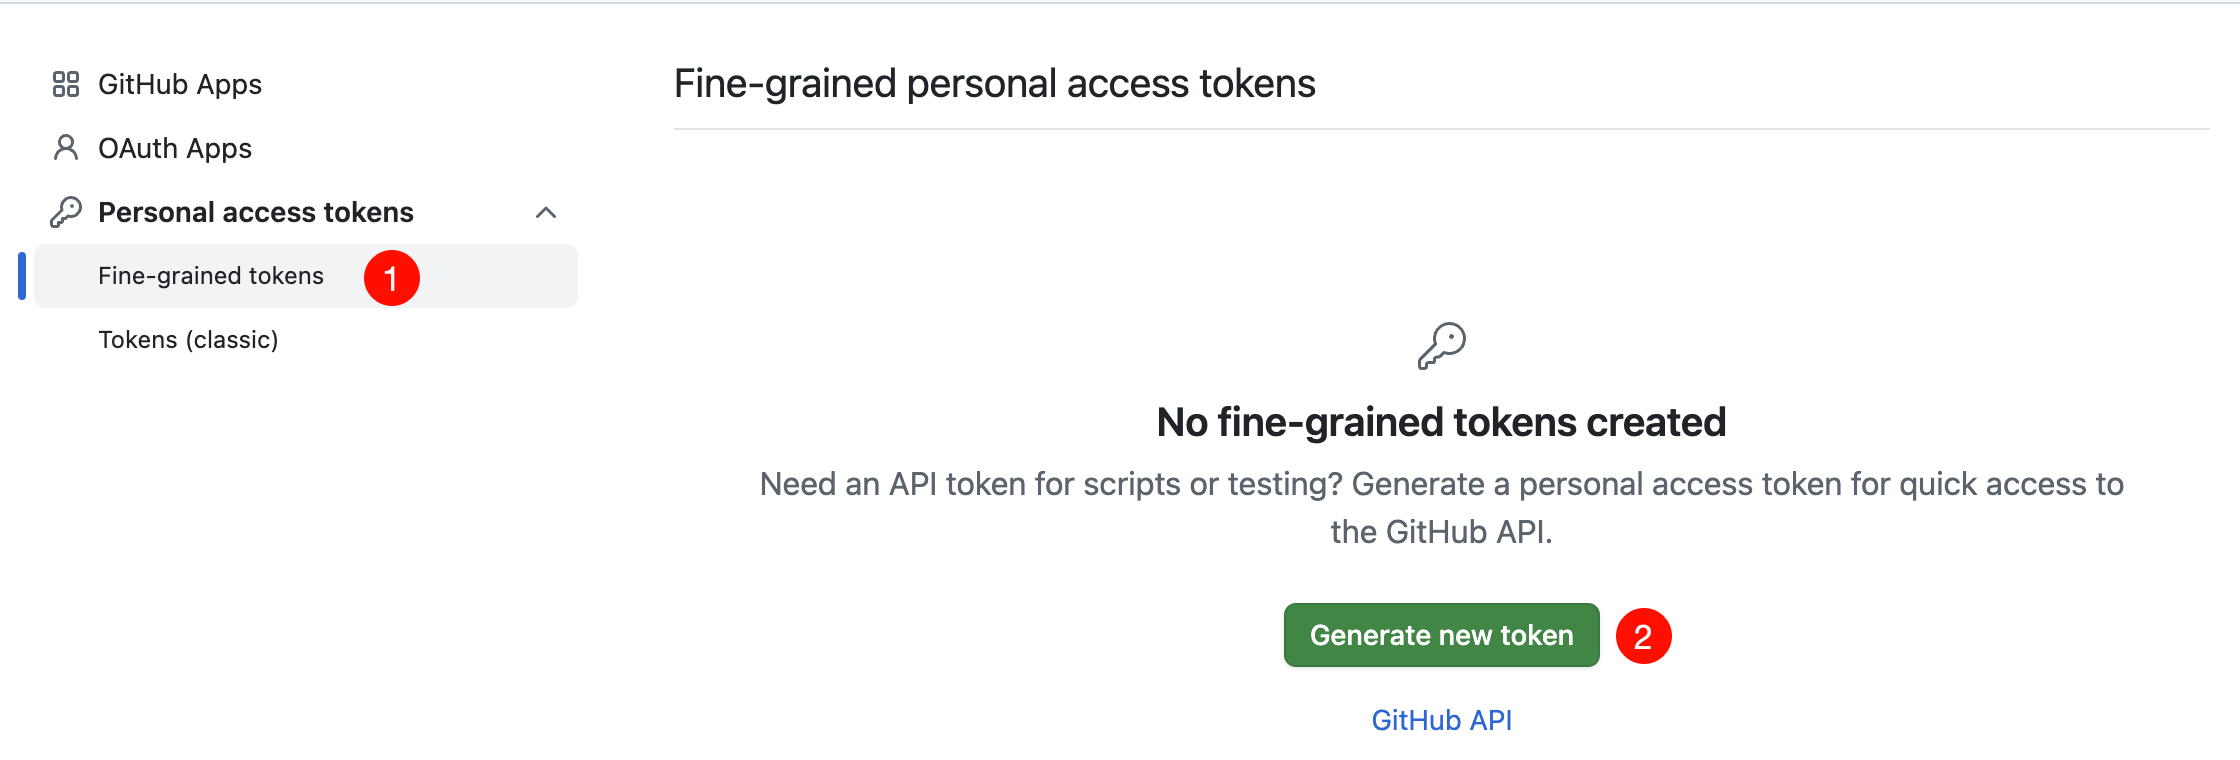 GitHub Apps
OAuth Apps
Personal access tokens
Fine-grained tokens 1
Tokens (classic)
Fine-grained personal access tokens
No fine-grained tokens created
Need an API token for scripts or testing? Generate a personal access token for quick access to
the GitHub API.
Generate new token 2
GitHub API